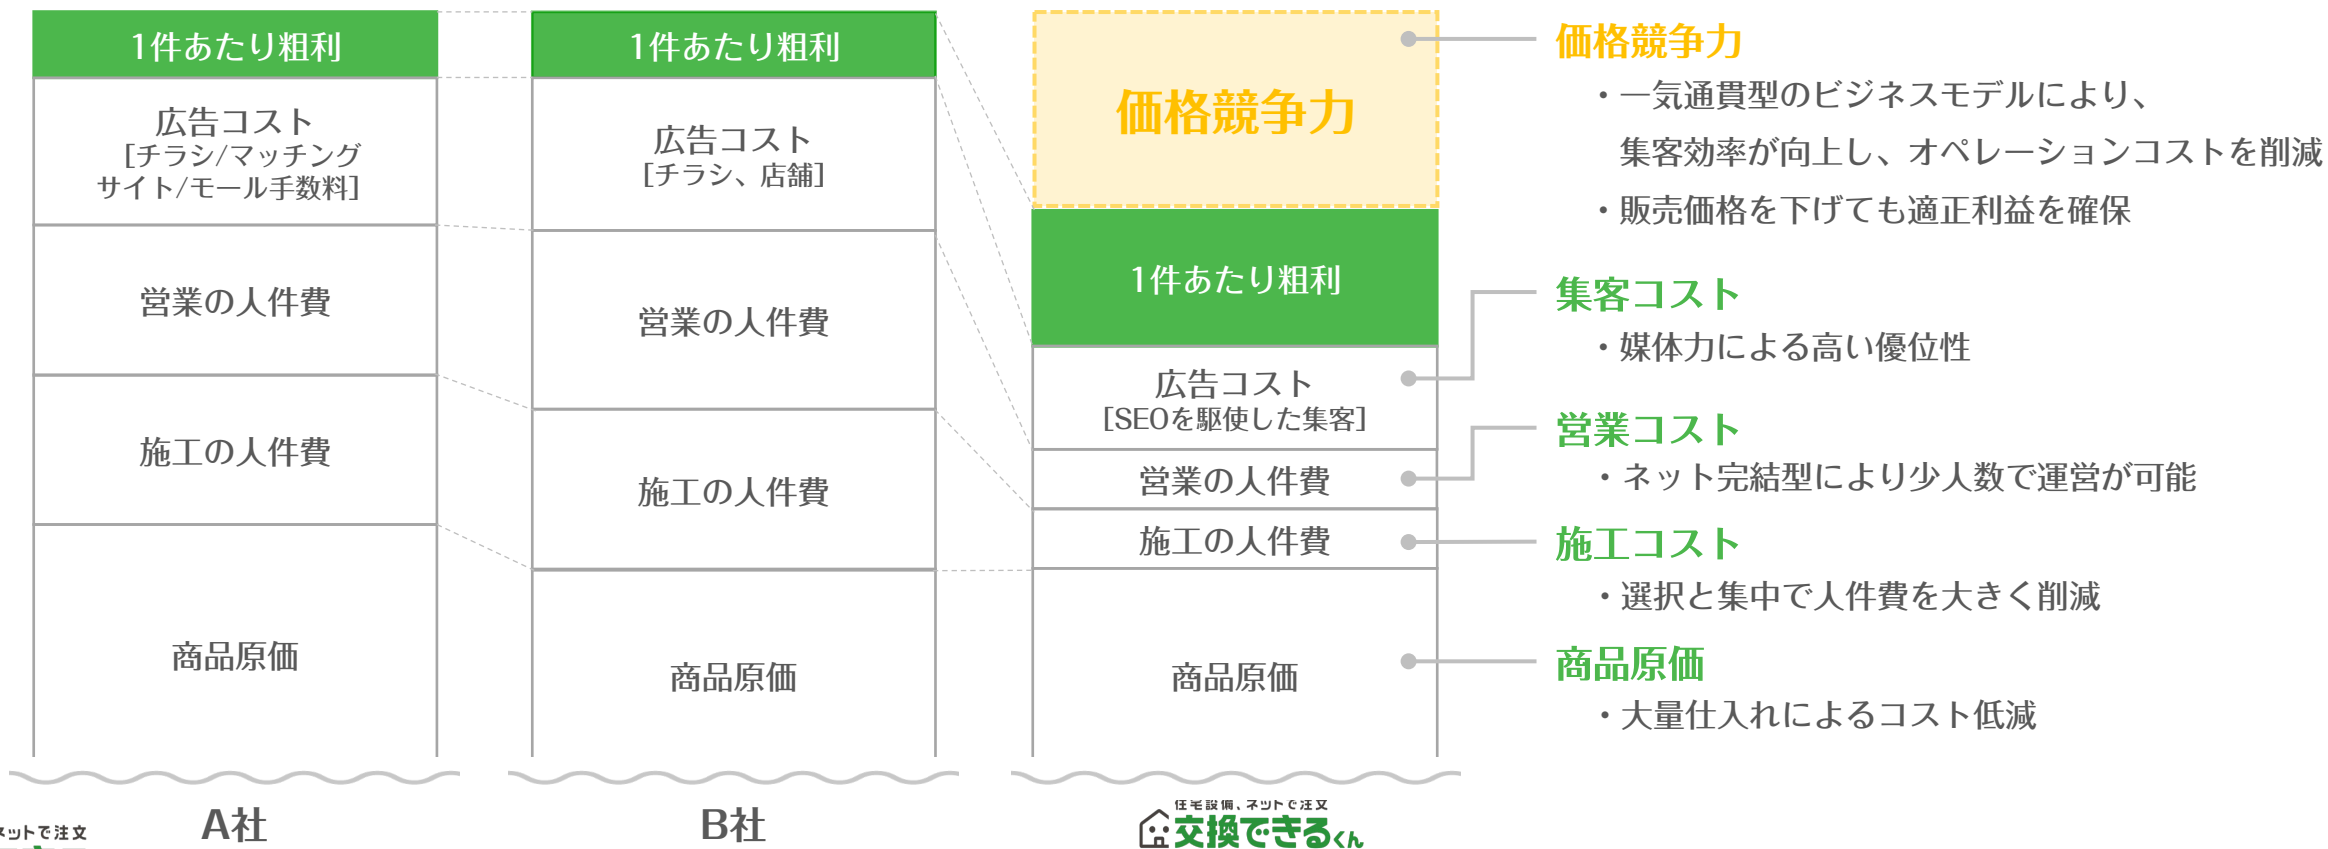 1件あたり粗利
広告コスト
[チラシ/マッチング
サイト/モール手数料]
営業の人件費
施工の人件費
商品原価
A社
1件あたり粗利
広告コスト
[チラシ、店舗]
営業の人件費
施工の人件費
商品原価
B社
価格競争力
1件あたり粗利
広告コスト
[SEOを駆使した集客]
営業の人件費
施工の人件費
商品原価
住宅設備、ネットで注文
交換できるくん
価格競争力
・一気通貫型のビジネスモデルにより、
集客効率が向上し、オペレーションコストを削減
・販売価格を下げても適正利益を確保
集客コスト
・媒体力による高い優位性
営業コスト
・ネット完結型により少人数で運営が可能
施工コスト
・選択と集中で人件費を大きく削減
商品原価
・大量仕入れによるコスト低減
ネットで注文